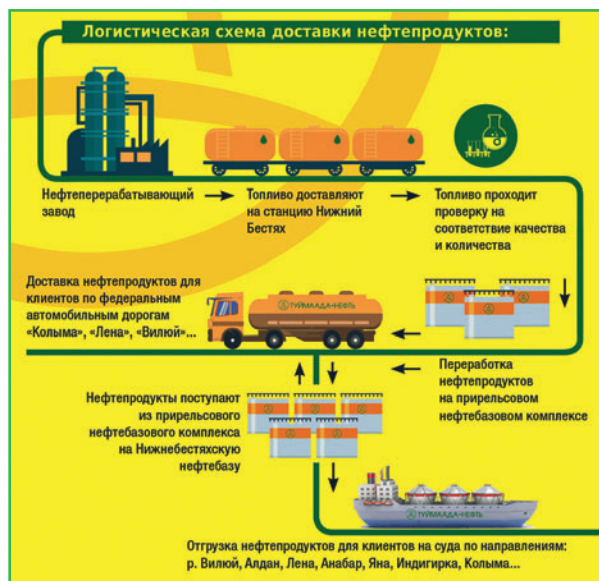 Логистическая схема доставки нефтепродуктов:
Нефтеперерабатывающий
завод
Топливо доставляют
на станцию Нижний
Бестях
Топливо проходит
проверку на
соответствие качества
и количества
Доставка нефтепродуктов для
клиентов по федеральным
автомобильным дорогам
«Колыма», «Лена», «Вилюй»...
ТУЙМААДА-НЕФТЬ
Переработка
нефтепродуктов
на прирельсовом
нефтебазовом комплексе
Нефтепродукты поступают
из прирельсового
нефтебазового комплекса
на Нижнебестяхскую
нефтебазу
ТУЙМААДА-НЕФТЬ
Отгрузка нефтепродуктов для клиентов на суда по направлениям:
р. Вилюй, Алдан, Лена, Анабар, Яна, Индигирка, Колыма...